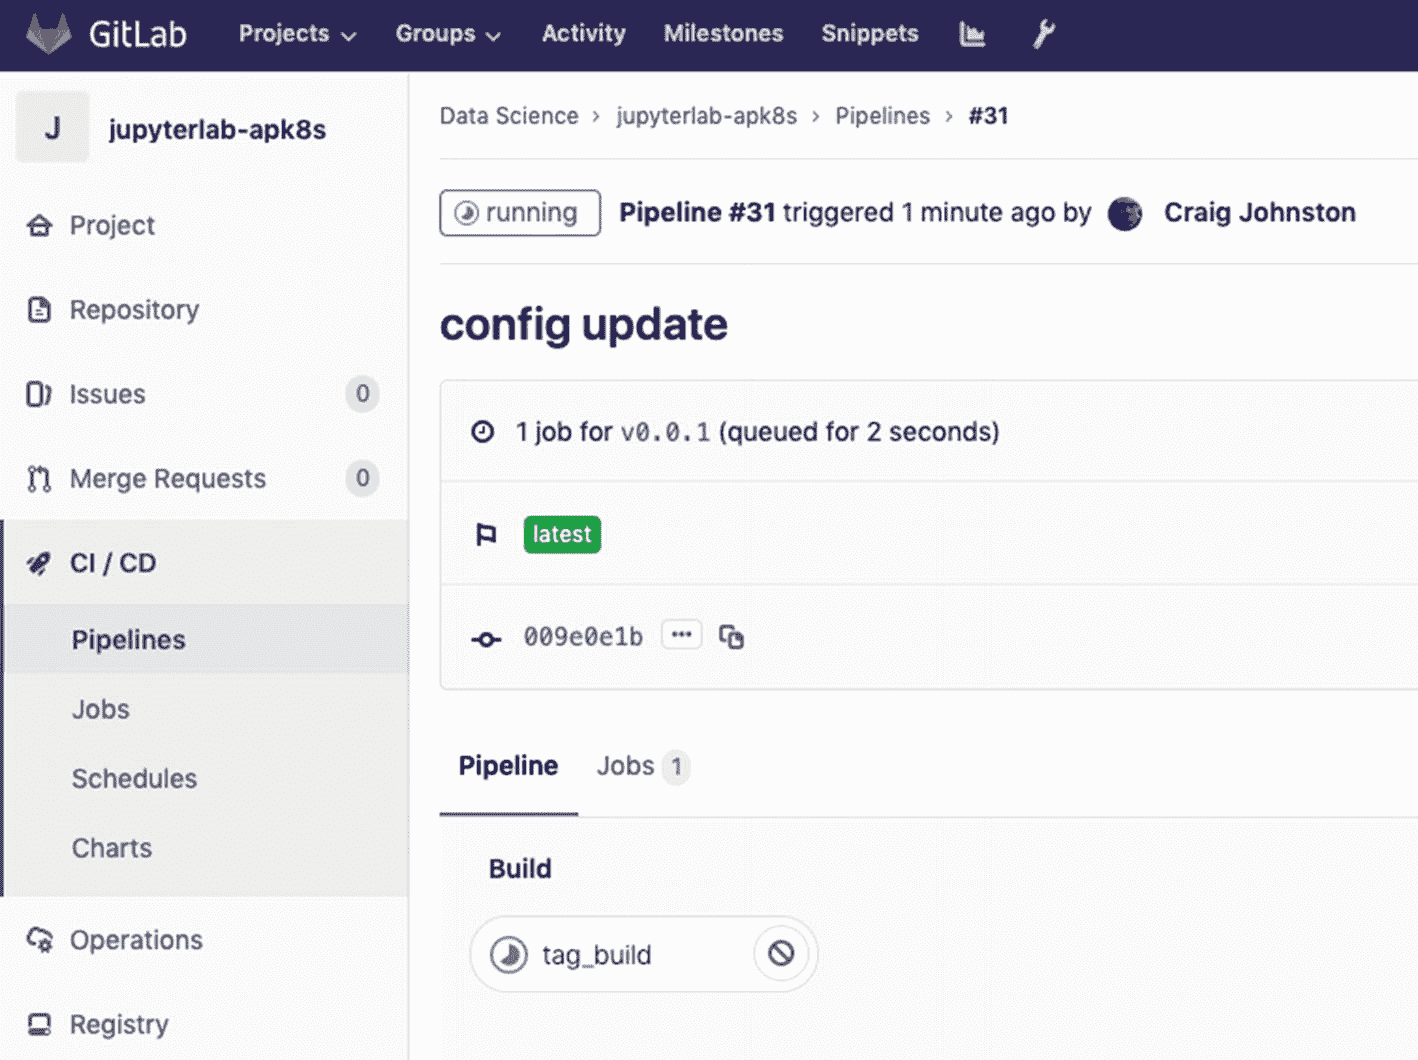 GitLab Projects Groups Activity Milestones Snippets
J jupyterlab-apk8s
Project
Repository
Issues 0
Merge Requests 0
CI / CD
Pipelines
Jobs
Schedules
Charts
Operations
Registry
Data Science › jupyterlab-apk8s › Pipelines › #31
running Pipeline #31 triggered 1 minute ago by Craig Johnston
config update
1 job for v0.0.1 (queued for 2 seconds)
latest
009e0e1b ...
Pipeline Jobs 1
Build
tag_build